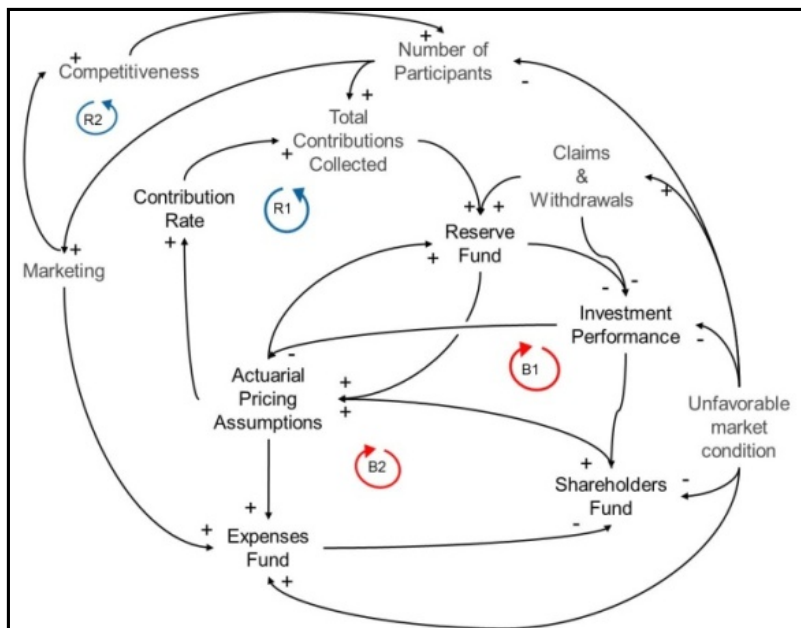 +
Competitiveness
R2
+
Number of
Participants
-
+
Total
Contributions
Collected
+
Claims
&
Withdrawals
+
Contribution
Rate
+
R1
+ +
Reserve
Fund
+
+
Marketing
- -
Investment
Performance
-
-
Actuarial
Pricing
Assumptions
+
+
B1
Unfavorable
market
condition
B2
+
Shareholders
Fund
-
-
+
+
Expenses
Fund
+